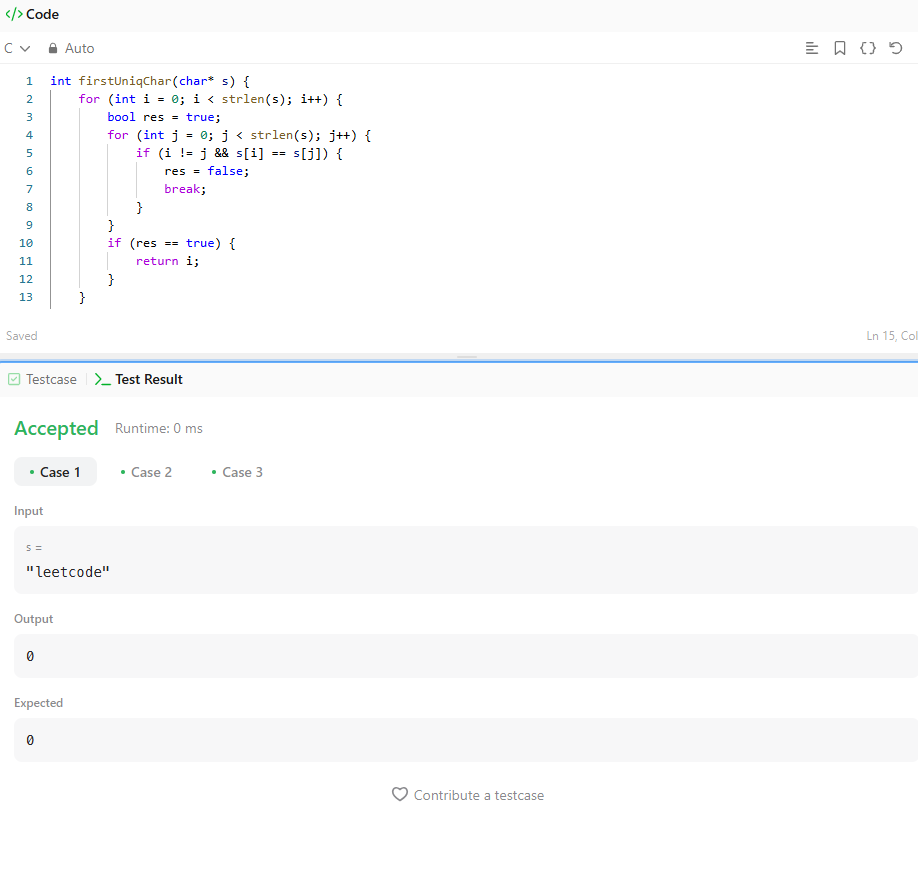 </> Code
C Auto
1 int firstUniqChar(char* s) {
2     for (int i = 0; i < strlen(s); i++) {
3         bool res = true;
4         for (int j = 0; j < strlen(s); j++) {
5             if (i != j && s[i] == s[j]) {
6                 res = false;
7                 break;
8             }
9         }
10         if (res == true) {
11             return i;
12         }
13     }
Saved Ln 15, Col
Testcase >_ Test Result
Accepted Runtime: 0 ms
• Case 1 • Case 2 • Case 3
Input
s =
"leetcode"
Output
0
Expected
0
Contribute a testcase